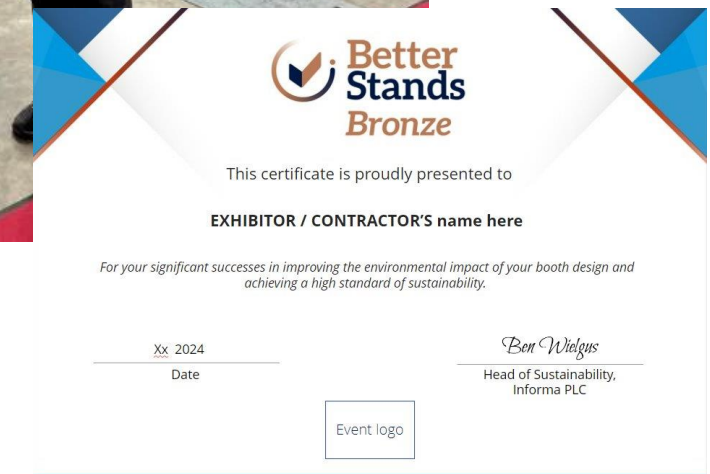 Better
Stands
Bronze
This certificate is proudly presented to
EXHIBITOR / CONTRACTOR'S name here
For your significant successes in improving the environmental impact of your booth design and
achieving a high standard of sustainability.
Xx 2024
Date
Ben Wielgus
Head of Sustainability,
Informa PLC
Event logo